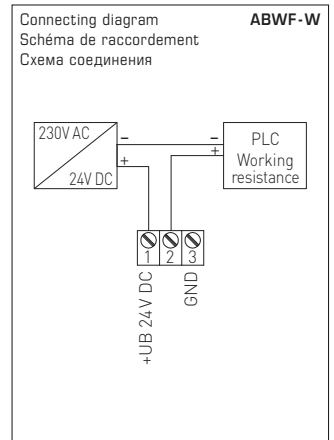 Connecting diagram ABWF-W
Schéma de raccordement
Схема соединения
230V AC
24V DC
–
+
–
+
PLC
Working
resistance
1 2 3
+UB 24V DC
GND